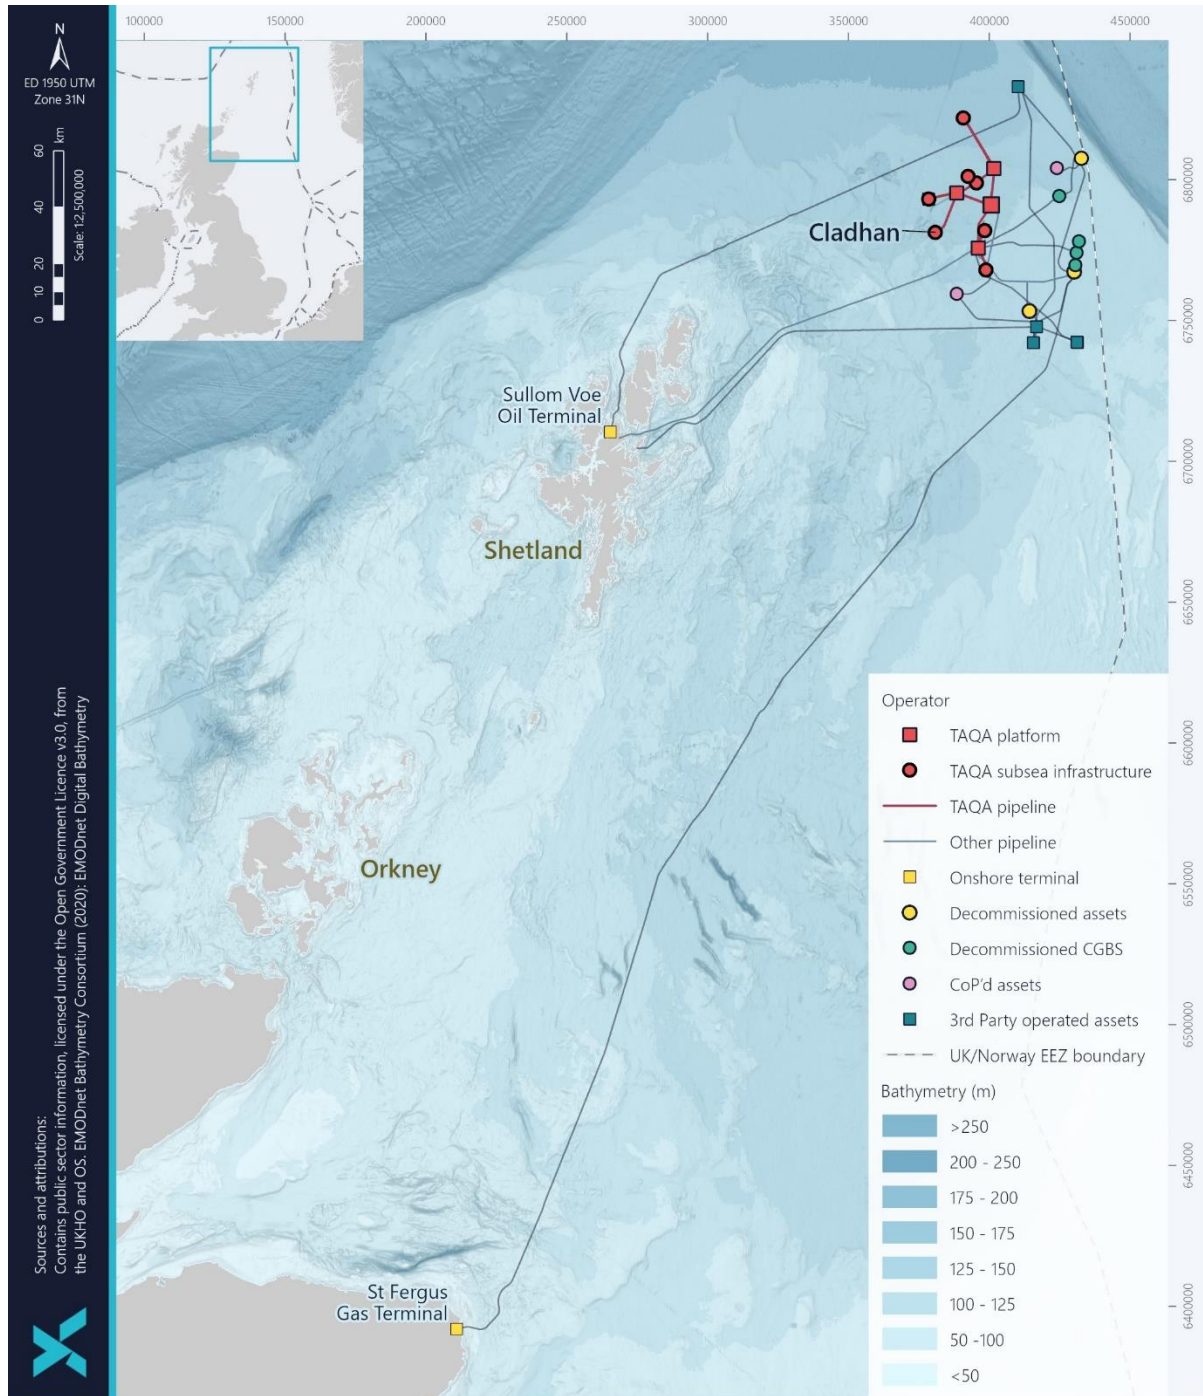 N
ED 1950 UTM
Zone 31N
0 10 20 40 60
km
Scale: 1:2,500,000
Sources and attributions:
Contains public sector information, licensed under the Open Government Licence v3.0, from
the UKHO and OS. EMODnet Bathymetry Consortium (2020): EMODnet Digital Bathymetry
100000 150000 200000 250000 300000 350000 400000 450000
6800000
6750000
6700000
6650000
6600000
6550000
6500000
6450000
6400000
Cladhan
Sullom Voe
Oil Terminal
Shetland
Orkney
St Fergus
Gas Terminal
Operator
TAQA platform
TAQA subsea infrastructure
TAQA pipeline
Other pipeline
Onshore terminal
Decommissioned assets
Decommissioned CGBS
CoP'd assets
3rd Party operated assets
UK/Norway EEZ boundary
Bathymetry (m)
>250
200 - 250
175 - 200
150 - 175
125 - 150
100 - 125
50 -100
<50